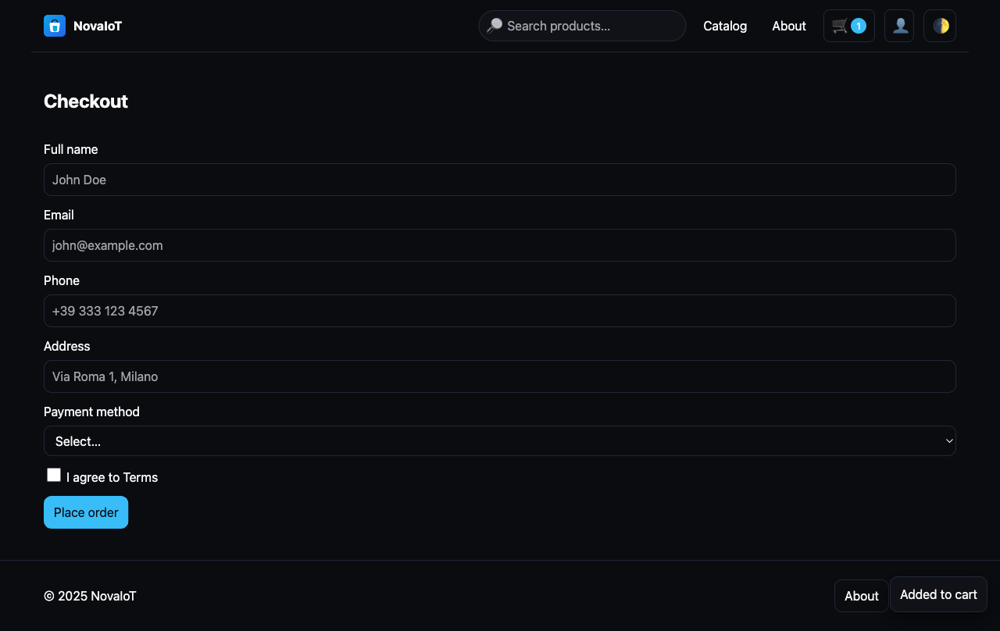 NovaIoT
Search products...
Catalog
About
1
Checkout
Full name
John Doe
Email
john@example.com
Phone
+39 333 123 4567
Address
Via Roma 1, Milano
Payment method
Select...
I agree to Terms
Place order
© 2025 NovaIoT
About
Added to cart